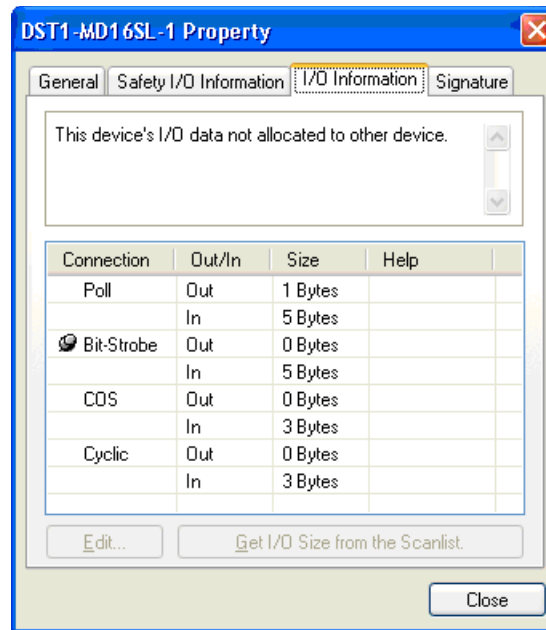 DST1-MD16SL-1 Property
General Safety I/O Information I/O Information Signature
This device's I/O data not allocated to other device.
Connection Out/In Size Help
Poll Out 1 Bytes
In 5 Bytes
Bit-Strobe Out 0 Bytes
In 5 Bytes
COS Out 0 Bytes
In 3 Bytes
Cyclic Out 0 Bytes
In 3 Bytes
Edit... Get I/O Size from the Scanlist.
Close